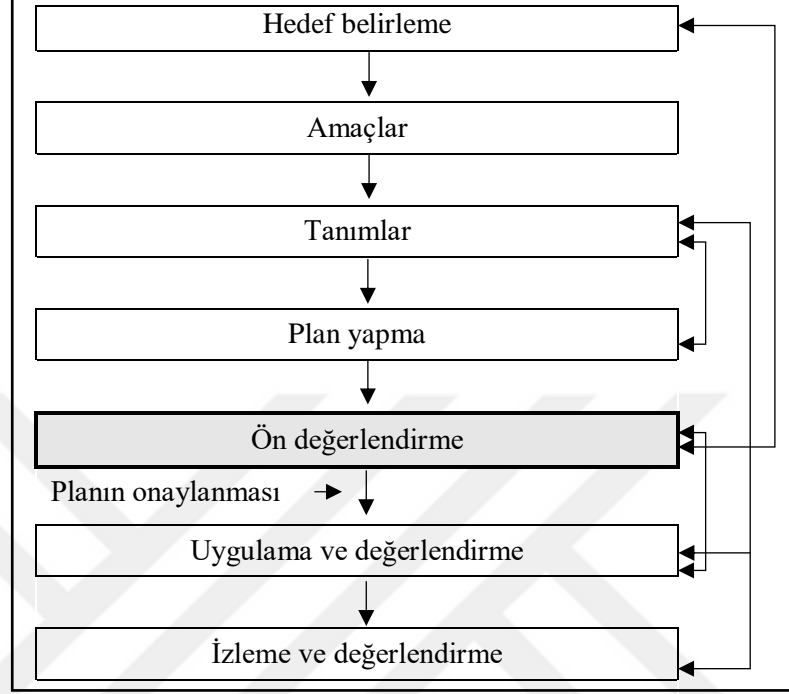 Hedef belirleme
Amaçlar
Tanımlar
Plan yapma
Ön değerlendirme
Planın onaylanması
Uygulama ve değerlendirme
İzleme ve değerlendirme